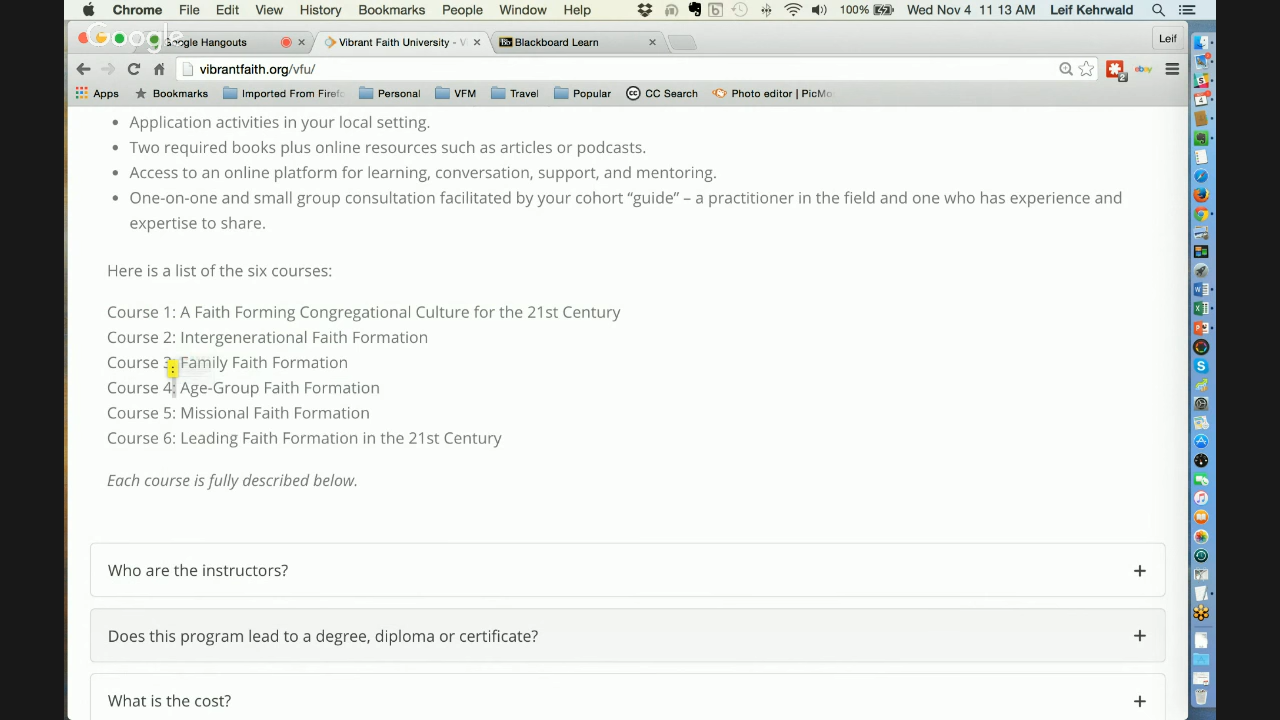 Chrome File Edit View History Bookmarks People Window Help 100% Wed Nov 4 11:13 AM Leif Kehrwald
Google
Google Hangouts × Vibrant Faith University - V × Bb Blackboard Learn × Leif
vibrantfaith.org/vfu/
Apps Bookmarks Imported From Firef Personal VFM Travel Popular CC Search Photo editor | PicMo
• Application activities in your local setting.
• Two required books plus online resources such as articles or podcasts.
• Access to an online platform for learning, conversation, support, and mentoring.
• One-on-one and small group consultation facilitated by your cohort “guide” – a practitioner in the field and one who has experience and
expertise to share.
Here is a list of the six courses:
Course 1: A Faith Forming Congregational Culture for the 21st Century
Course 2: Intergenerational Faith Formation
Course 3: Family Faith Formation
Course 4: Age-Group Faith Formation
Course 5: Missional Faith Formation
Course 6: Leading Faith Formation in the 21st Century
Each course is fully described below.
Who are the instructors? +
Does this program lead to a degree, diploma or certificate? +
What is the cost? +